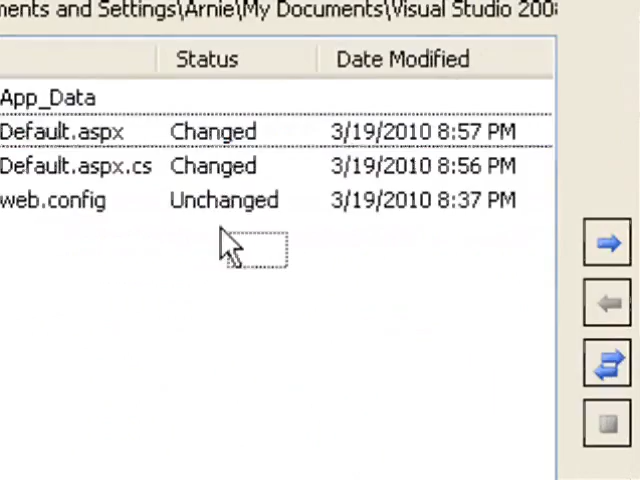 ments and Settings\Arnie\My Documents\Visual Studio 200
Status Date Modified
App_Data
Default.aspx Changed 3/19/2010 8:57 PM
Default.aspx.cs Changed 3/19/2010 8:56 PM
web.config Unchanged 3/19/2010 8:37 PM